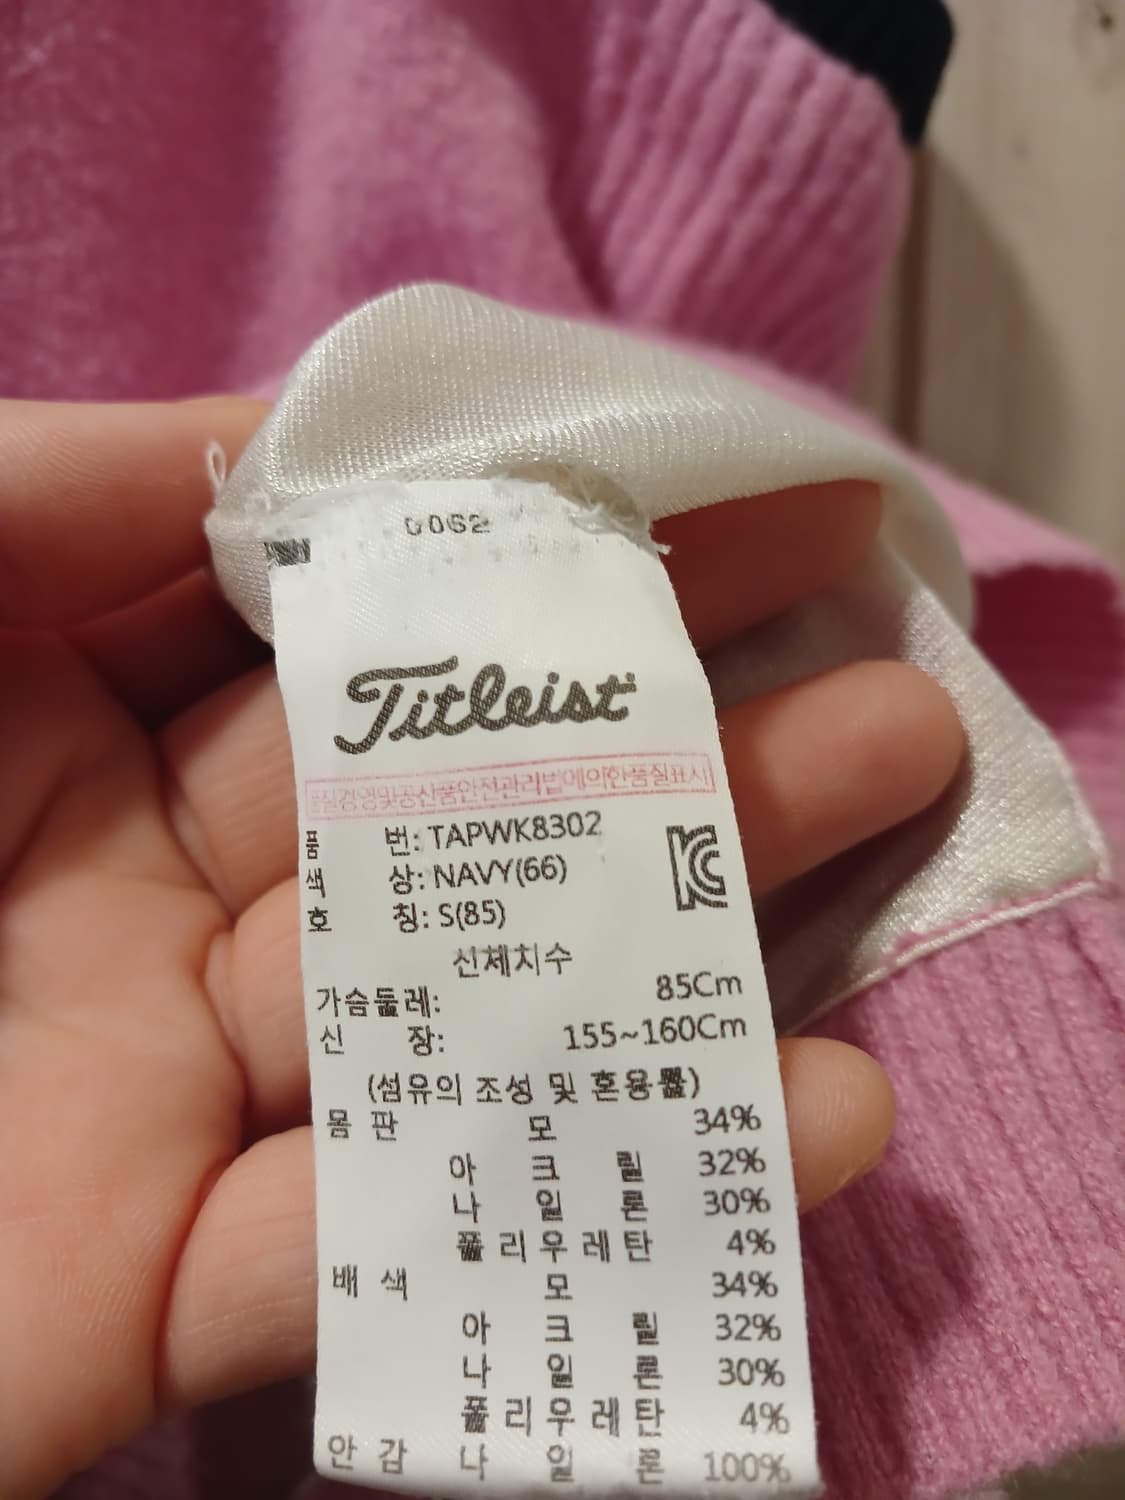 0062
Titleist
품질경영및공산품안전관리법에의한품질표시
품 번: TAPWK8302
색 상: NAVY(66)
호 칭: S(85)
KC
신체치수
가슴둘레: 85Cm
신 장: 155~160Cm
(섬유의 조성 및 혼용률)
몸 판 모 34%
아 크 릴 32%
나 일 론 30%
폴 리 우 레 탄 4%
배 색 모 34%
아 크 릴 32%
나 일 론 30%
폴 리 우 레 탄 4%
안 감 나 일 론 100%